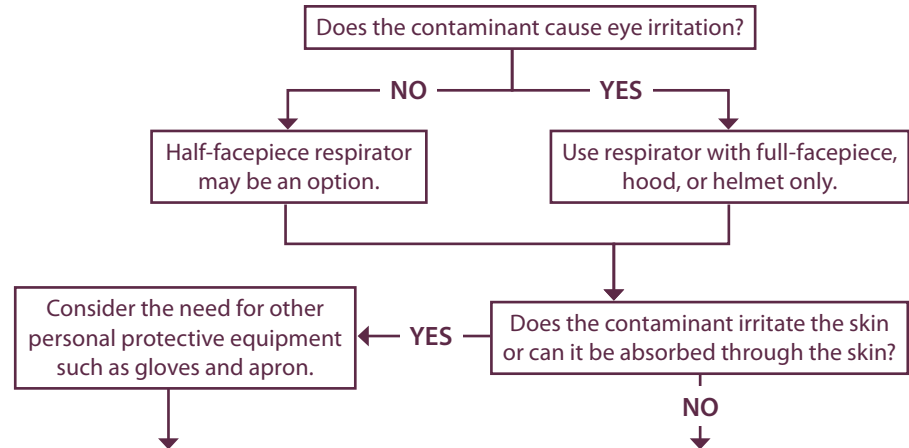 Does the contaminant cause eye irritation?
NO
YES
Half-facepiece respirator
may be an option.
Use respirator with full-facepiece,
hood, or helmet only.
Consider the need for other
personal protective equipment
such as gloves and apron.
YES
Does the contaminant irritate the skin
or can it be absorbed through the skin?
NO